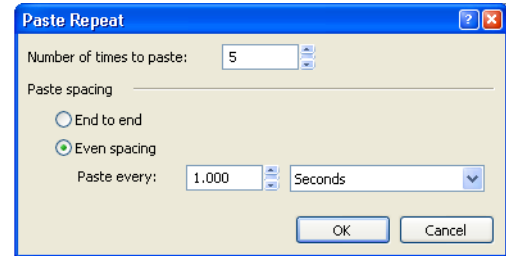 Paste Repeat
Number of times to paste: 5
Paste spacing
End to end
Even spacing
Paste every: 1.000 Seconds
OK Cancel